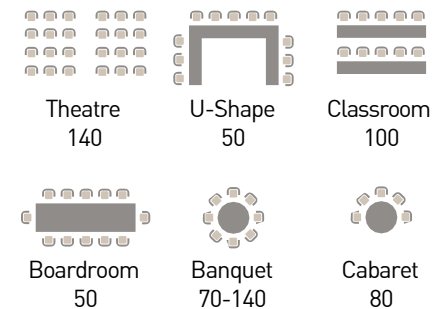 Theatre
140
U-Shape
50
Classroom
100
Boardroom
50
Banquet
70-140
Cabaret
80